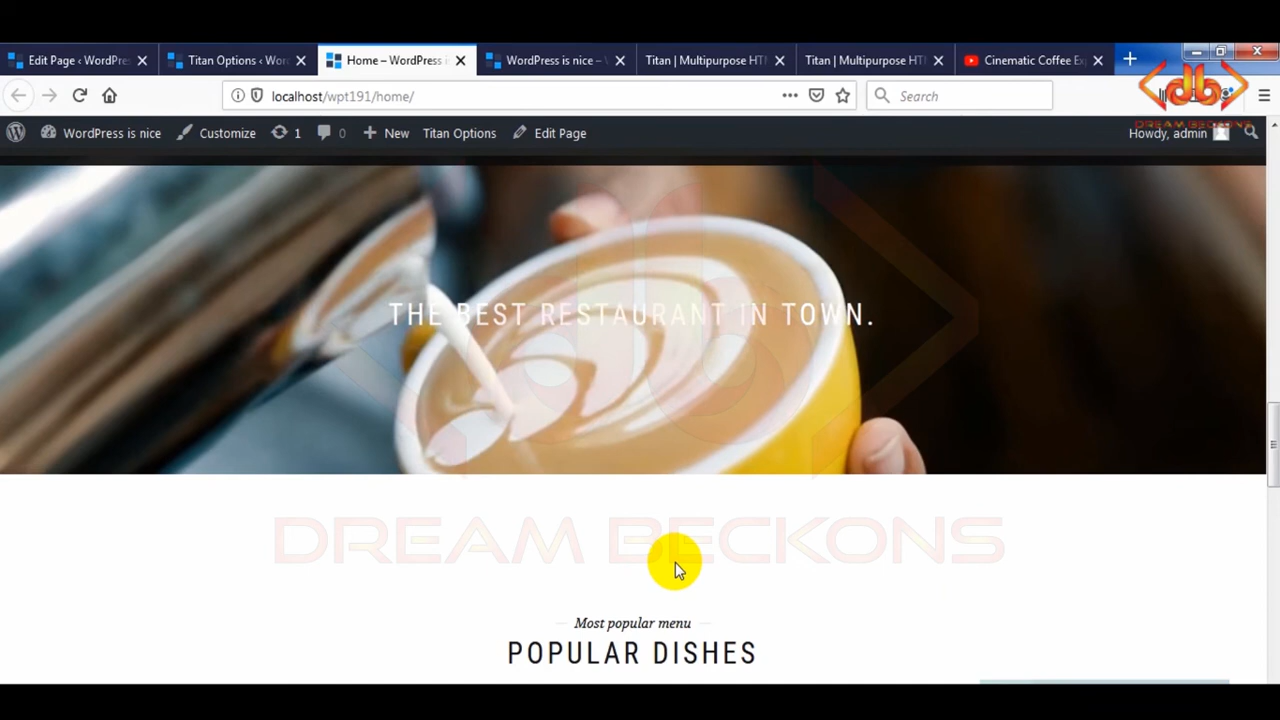 Edit Page ‹ WordPre
Titan Options ‹ Wor
Home – WordPress i
WordPress is nice –
Titan | Multipurpose HT
Titan | Multipurpose HT
Cinematic Coffee Ex
localhost/wpt191/home/
Search
DREAM BECKONS
WordPress is nice
Customize
1
0
New
Titan Options
Edit Page
Howdy, admin
THE BEST RESTAURANT IN TOWN.
DREAM BECKONS
Most popular menu
POPULAR DISHES